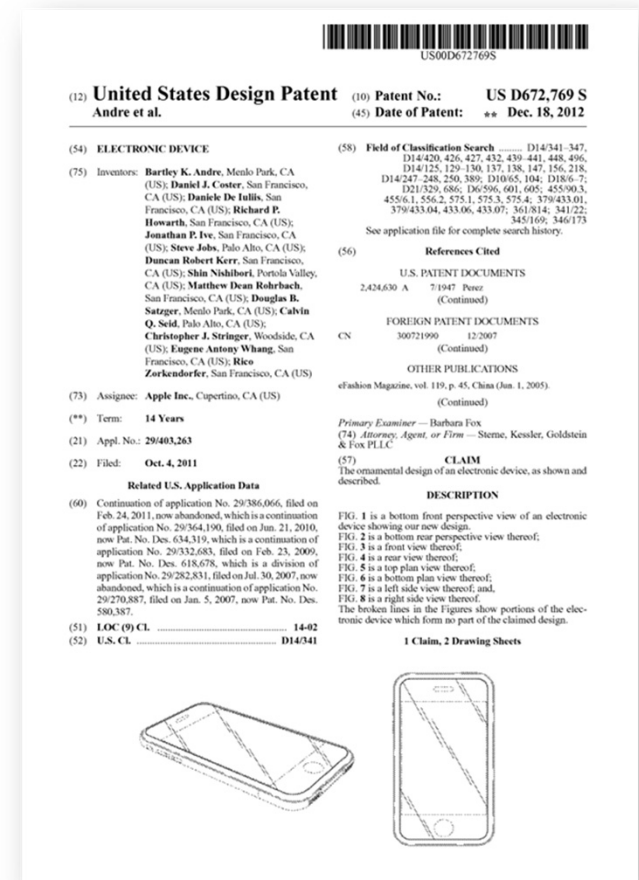 US00D672769S
(12) United States Design Patent
Andre et al.
(10) Patent No.: US D672,769 S
(45) Date of Patent: ** Dec. 18, 2012
(54) ELECTRONIC DEVICE
(75) Inventors: Bartley K. Andre, Menlo Park, CA
(US); Daniel J. Coster, San Francisco,
CA (US); Daniele De Iuliis, San
Francisco, CA (US); Richard P.
Howarth, San Francisco, CA (US);
Jonathan P. Ive, San Francisco, CA
(US); Steve Jobs, Palo Alto, CA (US);
Duncan Robert Kerr, San Francisco,
CA (US); Shin Nishibori, Portola Valley,
CA (US); Matthew Dean Rohrbach,
San Francisco, CA (US); Douglas B.
Satzger, Menlo Park, CA (US); Calvin
Q. Seid, Palo Alto, CA (US);
Christopher J. Stringer, Woodside, CA
(US); Eugene Antony Whang, San
Francisco, CA (US); Rico
Zorkendorfer, San Francisco, CA (US)
(73) Assignee: Apple Inc., Cupertino, CA (US)
(**) Term: 14 Years
(21) Appl. No.: 29/403,263
(22) Filed: Oct. 4, 2011
Related U.S. Application Data
(60) Continuation of application No. 29/386,066, filed on
Feb. 24, 2011, now abandoned, which is a continuation
of application No. 29/364,190, filed on Jun. 21, 2010,
now Pat. No. Des. 634,319, which is a continuation of
application No. 29/332,683, filed on Feb. 23, 2009,
now Pat. No. Des. 618,678, which is a division of
application No. 29/282,831, filed on Jul. 30, 2007, now
abandoned, which is a continuation of application No.
29/270,887, filed on Jan. 5, 2007, now Pat. No. Des.
580,387.
(51) LOC (9) Cl. .......... 14-02
(52) U.S. Cl. .......... D14/341
(58) Field of Classification Search ......... D14/341–347,
D14/420, 426, 427, 432, 439–441, 448, 496,
D14/125, 129–130, 137, 138, 147, 156, 218,
D14/247–248, 250, 389; D10/65, 104; D18/6–7;
D21/329, 686; D6/596, 601, 605; 455/90.3,
455/6.1, 556.2, 575.1, 575.3, 575.4; 379/433.01,
379/433.04, 433.06, 433.07; 361/814; 341/22;
345/169; 346/173
See application file for complete search history.
(56) References Cited
U.S. PATENT DOCUMENTS
2,424,630 A 7/1947 Perez
(Continued)
FOREIGN PATENT DOCUMENTS
CN 300721990 12/2007
(Continued)
OTHER PUBLICATIONS
eFashion Magazine, vol. 119, p. 45, China (Jun. 1, 2005).
(Continued)
Primary Examiner — Barbara Fox
(74) Attorney, Agent, or Firm — Sterne, Kessler, Goldstein
& Fox PLLC
(57) CLAIM
The ornamental design of an electronic device, as shown and
described.
DESCRIPTION
FIG. 1 is a bottom front perspective view of an electronic
device showing our new design.
FIG. 2 is a bottom rear perspective view thereof;
FIG. 3 is a front view thereof;
FIG. 4 is a rear view thereof;
FIG. 5 is a top plan view thereof;
FIG. 6 is a bottom plan view thereof;
FIG. 7 is a left side view thereof; and,
FIG. 8 is a right side view thereof.
The broken lines in the Figures show portions of the elec-
tronic device which form no part of the claimed design.
1 Claim, 2 Drawing Sheets